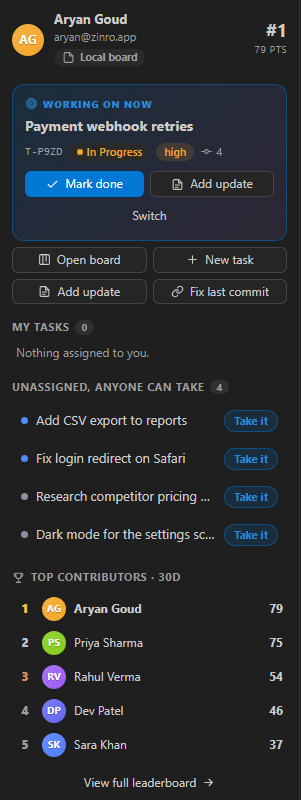 AG
Aryan Goud
aryan@zinro.app
Local board
#1
79 PTS
WORKING ON NOW
Payment webhook retries
T-P9ZD In Progress high 4
Mark done Add update
Switch
Open board New task
Add update Fix last commit
MY TASKS 0
Nothing assigned to you.
UNASSIGNED, ANYONE CAN TAKE 4
Add CSV export to reports Take it
Fix login redirect on Safari Take it
Research competitor pricing ... Take it
Dark mode for the settings sc... Take it
TOP CONTRIBUTORS · 30D
1 AG Aryan Goud 79
2 PS Priya Sharma 75
3 RV Rahul Verma 54
4 DP Dev Patel 46
5 SK Sara Khan 37
View full leaderboard →